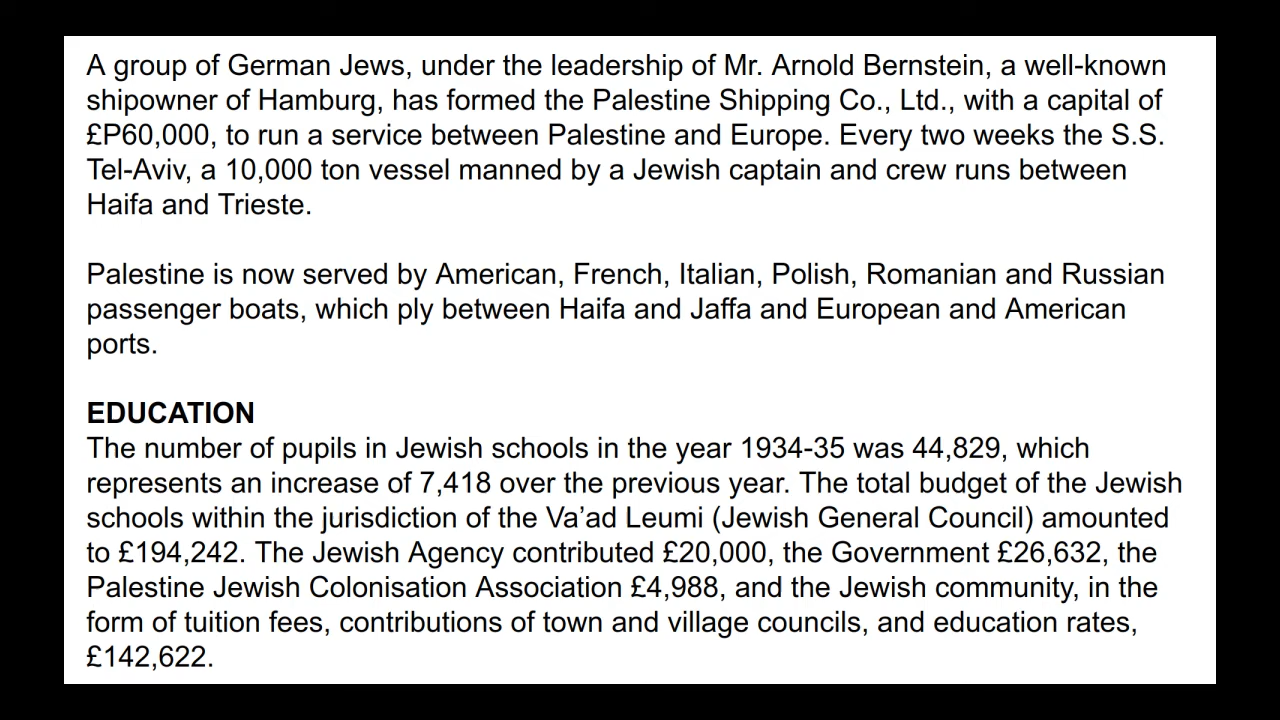 A group of German Jews, under the leadership of Mr. Arnold Bernstein, a well-known
shipowner of Hamburg, has formed the Palestine Shipping Co., Ltd., with a capital of
£P60,000, to run a service between Palestine and Europe. Every two weeks the S.S.
Tel-Aviv, a 10,000 ton vessel manned by a Jewish captain and crew runs between
Haifa and Trieste.
Palestine is now served by American, French, Italian, Polish, Romanian and Russian
passenger boats, which ply between Haifa and Jaffa and European and American
ports.
EDUCATION
The number of pupils in Jewish schools in the year 1934-35 was 44,829, which
represents an increase of 7,418 over the previous year. The total budget of the Jewish
schools within the jurisdiction of the Va’ad Leumi (Jewish General Council) amounted
to £194,242. The Jewish Agency contributed £20,000, the Government £26,632, the
Palestine Jewish Colonisation Association £4,988, and the Jewish community, in the
form of tuition fees, contributions of town and village councils, and education rates,
£142,622.